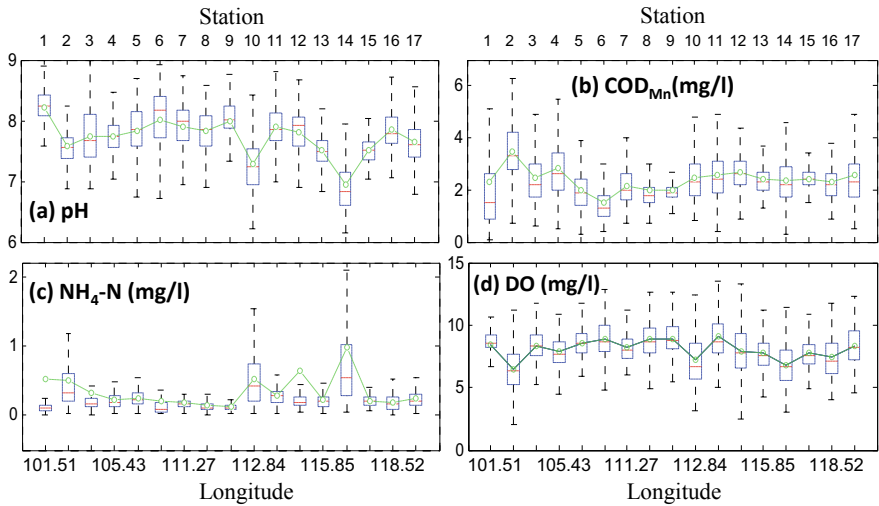 Station
Station
1 2 3 4 5 6 7 8 9 10 11 12 13 14 15 16 17
1 2 3 4 5 6 7 8 9 10 11 12 13 14 15 16 17
9
8
7
6
(a) pH
6
4
2
0
(b) COD_Mn(mg/l)
2
1
0
(c) NH4-N (mg/l)
15
10
5
0
(d) DO (mg/l)
101.51 105.43 111.27 112.84 115.85 118.52
101.51 105.43 111.27 112.84 115.85 118.52
Longitude
Longitude